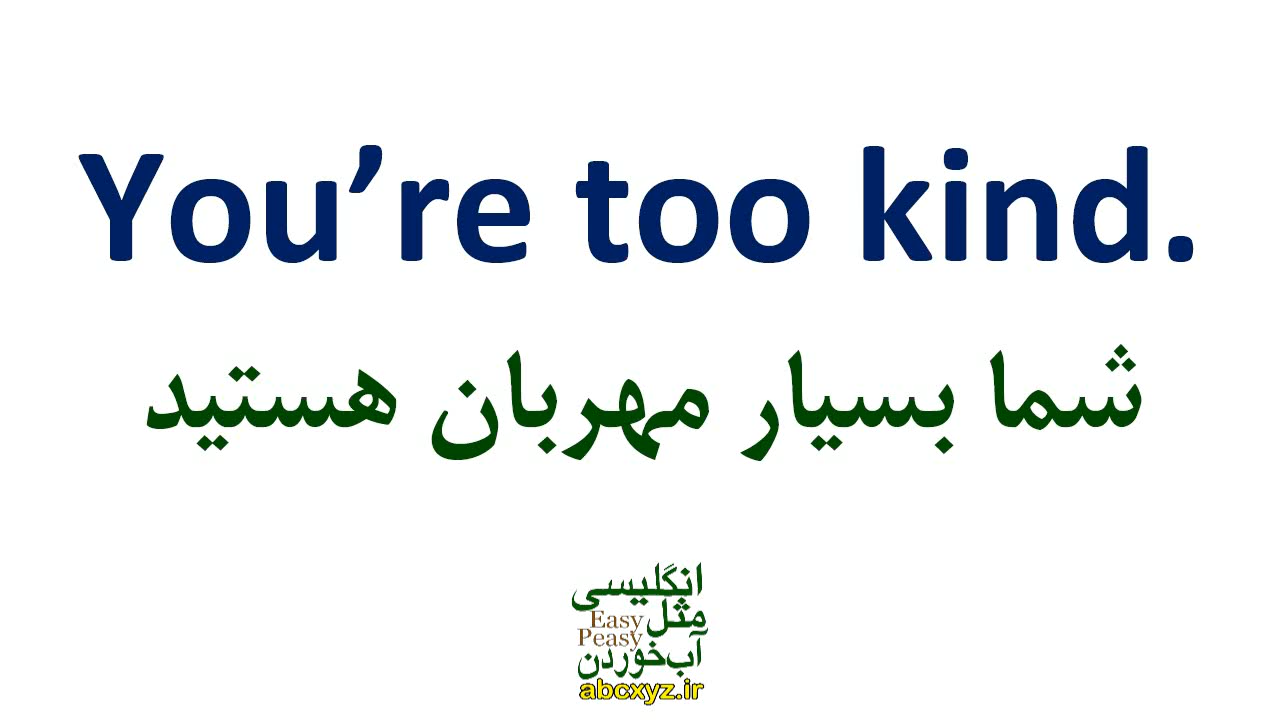 You’re too kind.
شما بسیار مهربان هستید
انگلیسی
مثل
Easy
Peasy
آب‌خوردن
abcxyz.ir